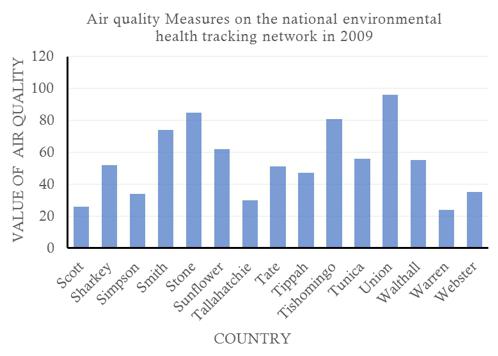 Air quality Measures on the national environmental
health tracking network in 2009
VALUE OF AIR QUALITY
120
100
80
60
40
20
0
Scott
Sharkey
Simpson
Smith
Stone
Sunflower
Tallahatchie
Tate
Tippah
Tishomingo
Tunica
Union
Walthall
Warren
Webster
COUNTRY